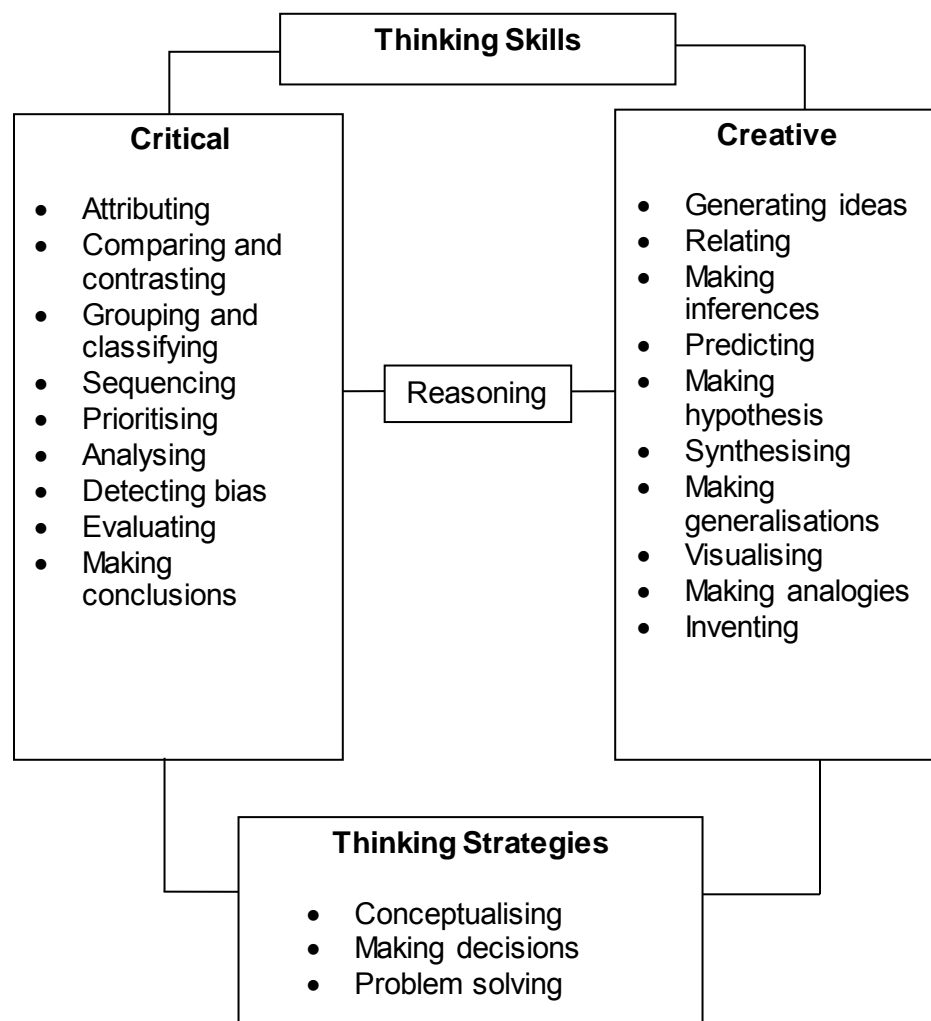 Thinking Skills
Critical
• Attributing
• Comparing and
contrasting
• Grouping and
classifying
• Sequencing
• Prioritising
• Analysing
• Detecting bias
• Evaluating
• Making
conclusions
Reasoning
Creative
• Generating ideas
• Relating
• Making
inferences
• Predicting
• Making
hypothesis
• Synthesising
• Making
generalisations
• Visualising
• Making analogies
• Inventing
Thinking Strategies
• Conceptualising
• Making decisions
• Problem solving